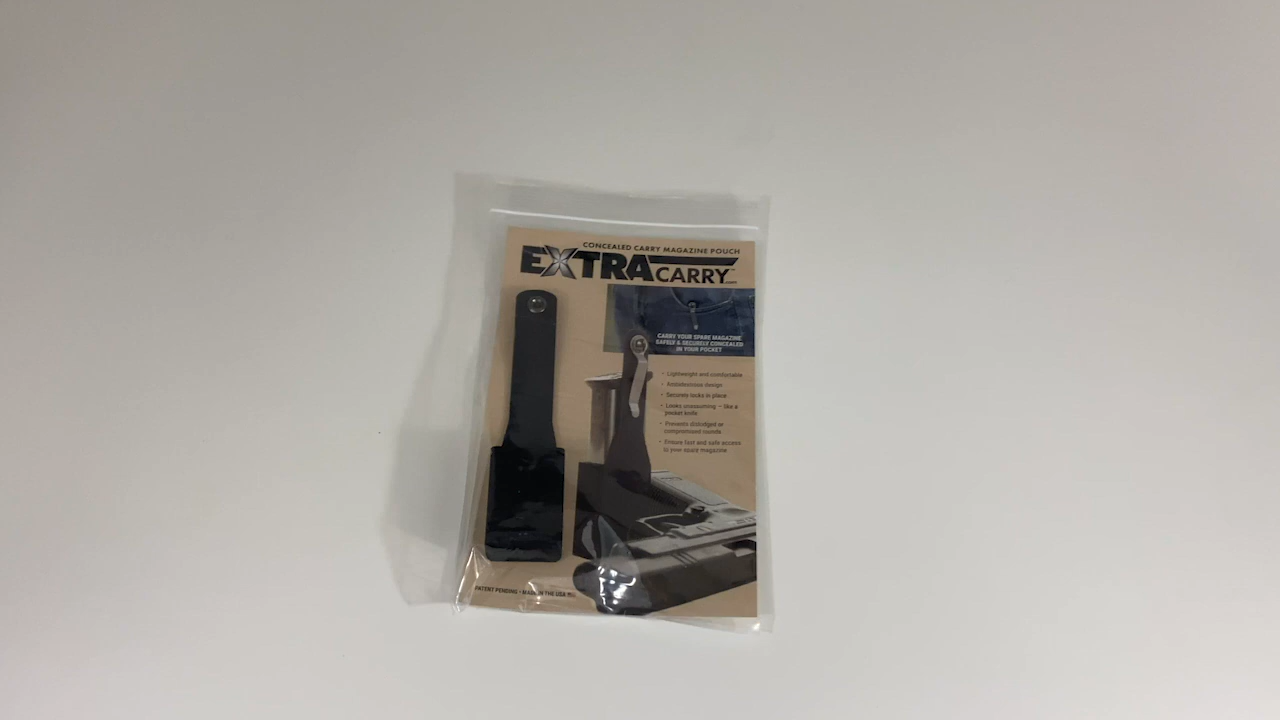 CONCEALED CARRY MAGAZINE POUCH
EXTRACARRY™
.com
CARRY YOUR SPARE MAGAZINE
SAFELY & SECURELY CONCEALED
IN YOUR POCKET
• Lightweight and comfortable
• Ambidextrous design
• Securely locks in place
• Looks unassuming – like a
pocket knife
• Prevents dislodged or
compromised rounds
• Ensure fast and safe access
to your spare magazine
PATENT PENDING • MADE IN THE USA